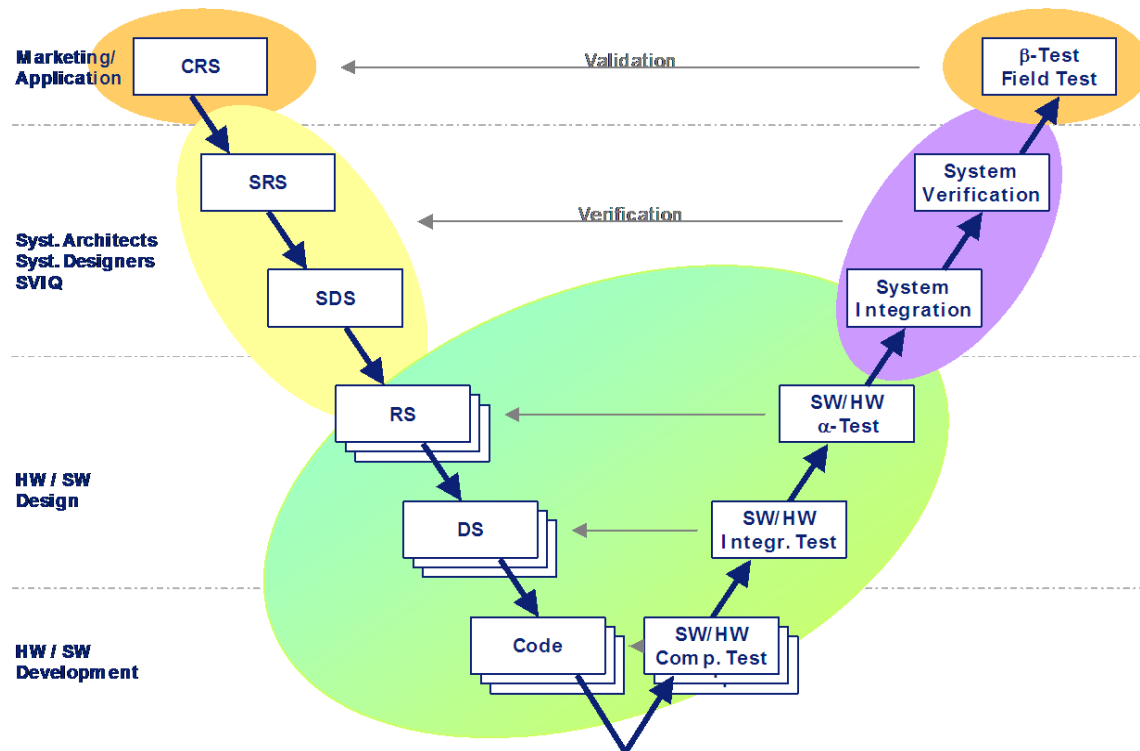 Marketing/
Application
CRS
Validation
β-Test
Field Test
SRS
Verification
System
Verification
Syst. Architects
Syst. Designers
SVIQ
SDS
System
Integration
RS
SW/HW
α-Test
HW / SW
Design
DS
SW/HW
Integr. Test
HW / SW
Development
Code
SW/HW
Comp. Test